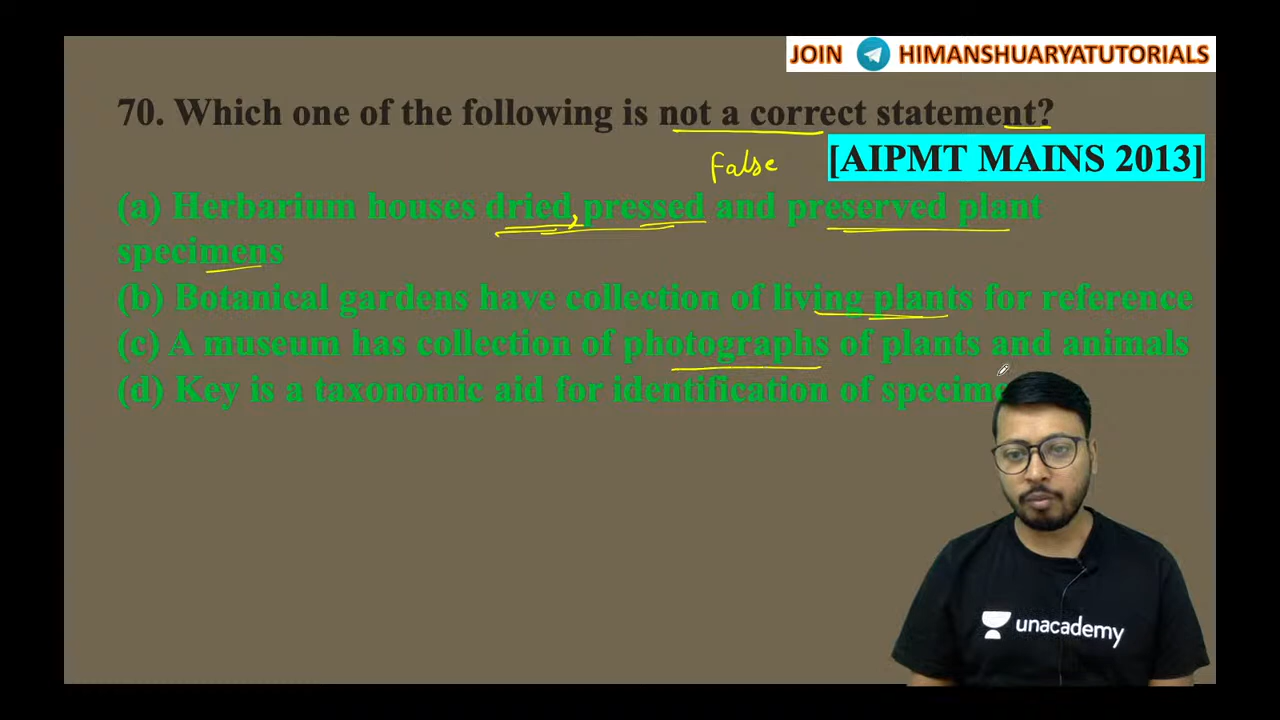 JOIN HIMANSHUARYATUTORIALS
70. Which one of the following is not a correct statement?
False
[AIPMT MAINS 2013]
(a) Herbarium houses dried, pressed and preserved plant
specimens
(b) Botanical gardens have collection of living plants for reference
(c) A museum has collection of photographs of plants and animals
(d) Key is a taxonomic aid for identification of
unacademy